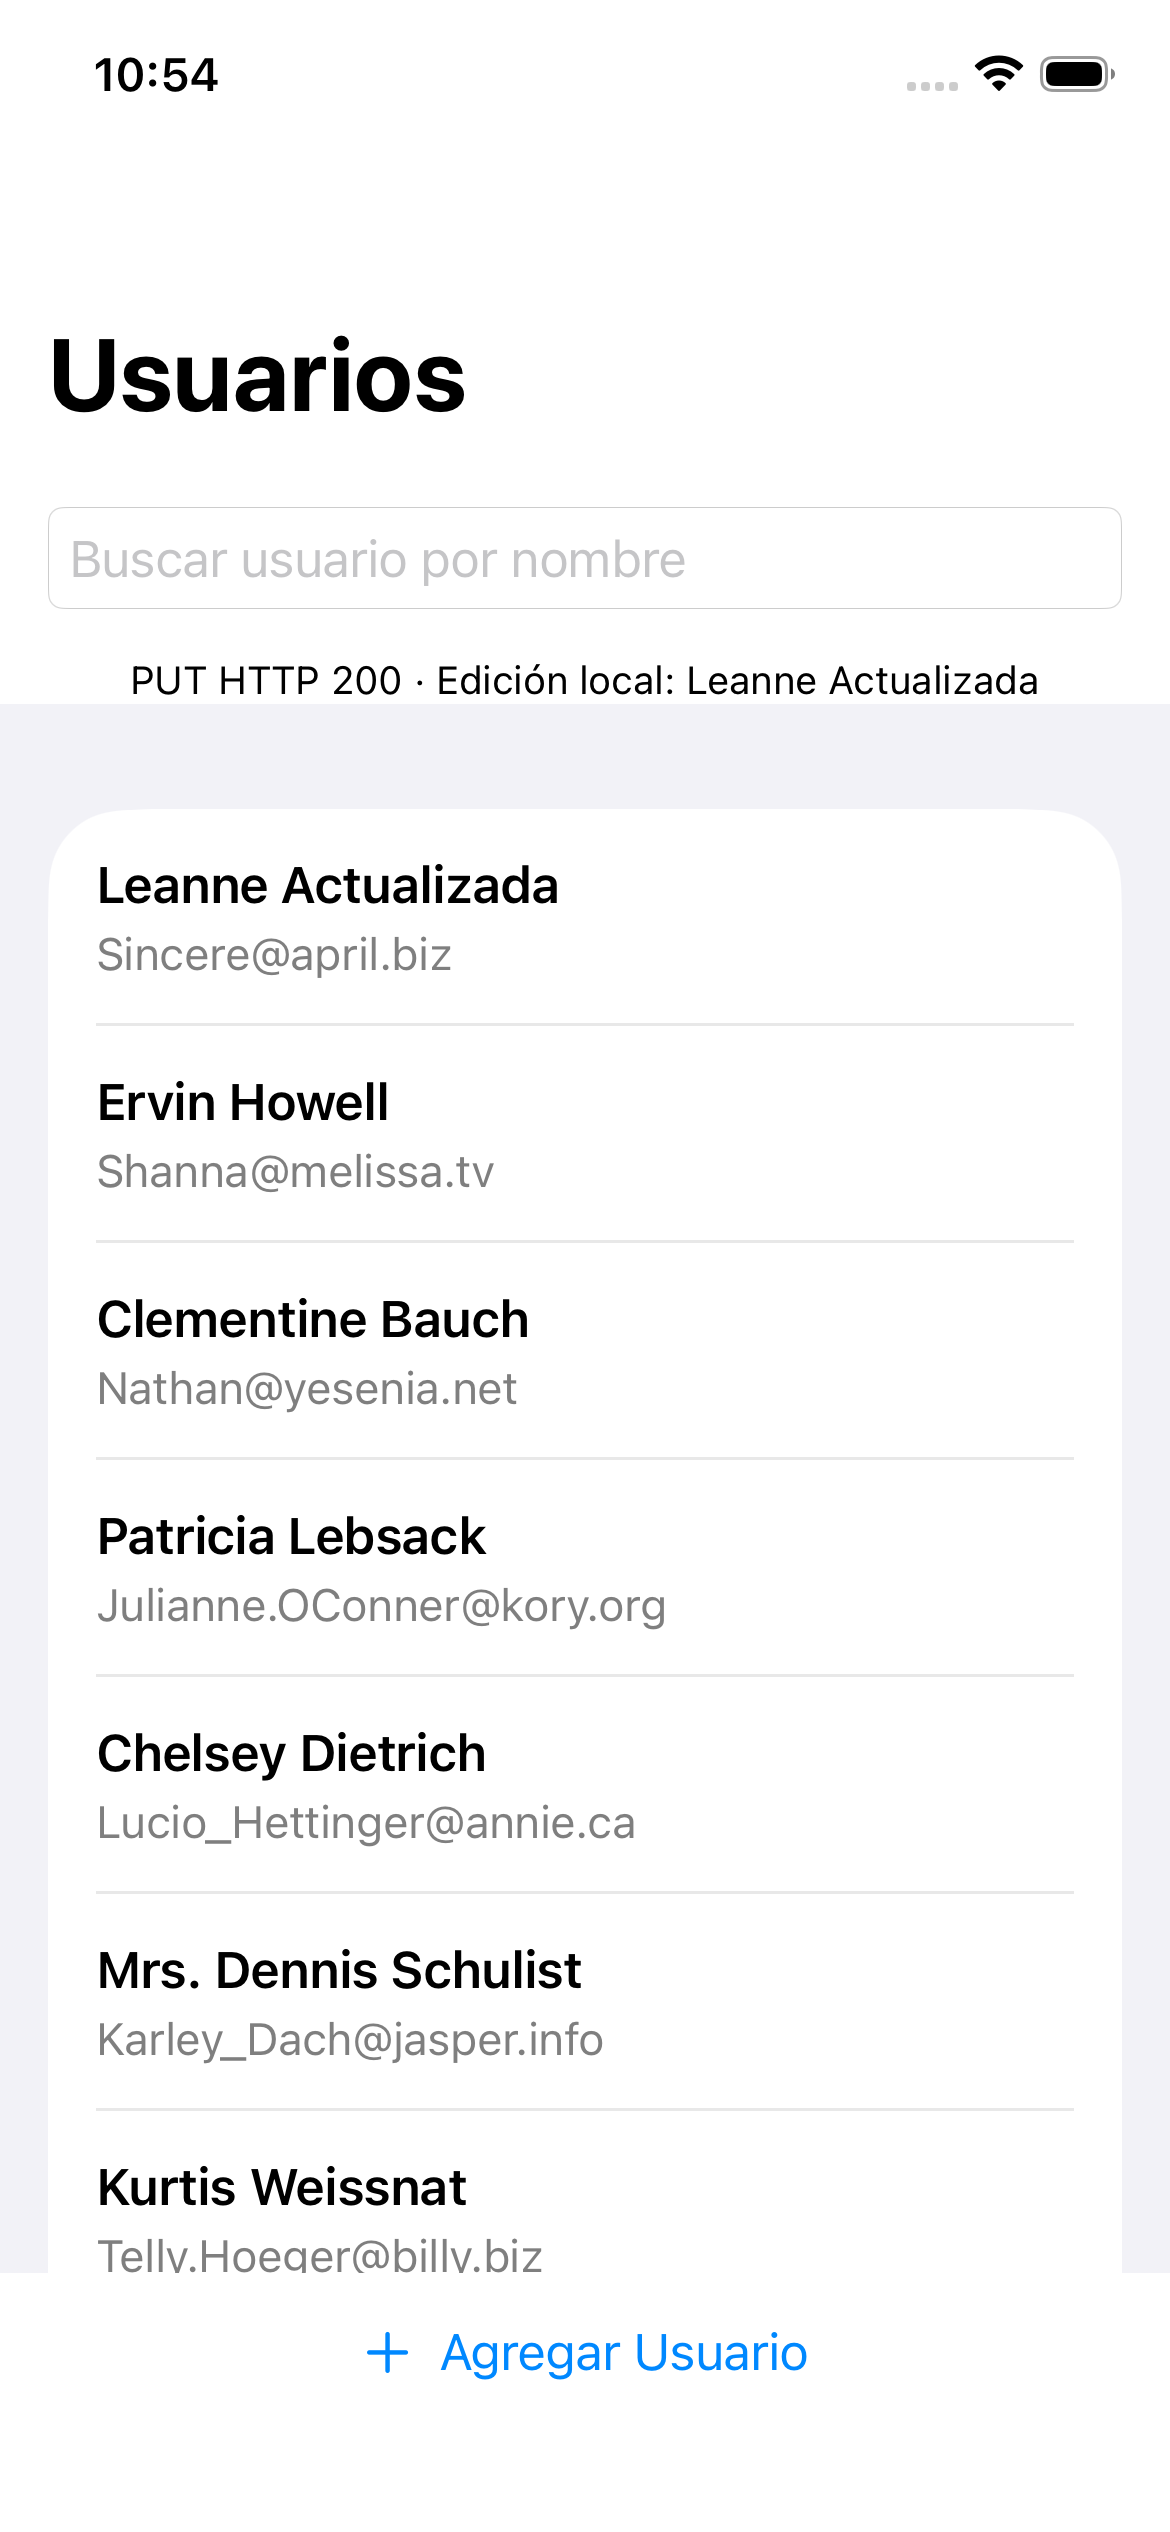 10:54
Usuarios
Buscar usuario por nombre
PUT HTTP 200 · Edición local: Leanne Actualizada
Leanne Actualizada
Sincere@april.biz
Ervin Howell
Shanna@melissa.tv
Clementine Bauch
Nathan@yesenia.net
Patricia Lebsack
Julianne.OConner@kory.org
Chelsey Dietrich
Lucio_Hettinger@annie.ca
Mrs. Dennis Schulist
Karley_Dach@jasper.info
Kurtis Weissnat
Telly.Hoeger@billy.biz
+ Agregar Usuario